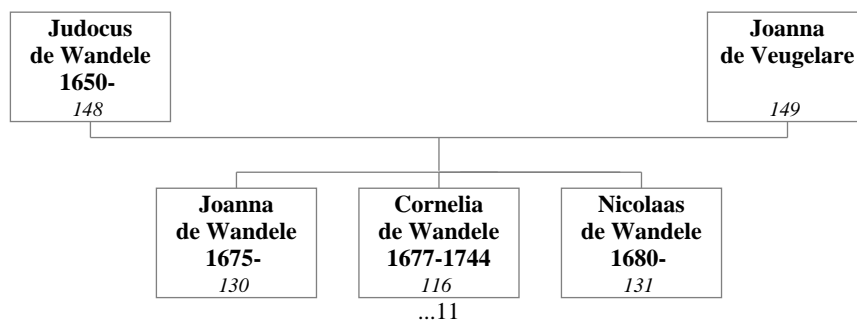 Judocus
de Wandele
1650-
148
Joanna
de Veugelare
149
Joanna
de Wandele
1675-
130
Cornelia
de Wandele
1677-1744
116
Nicolaas
de Wandele
1680-
131
...11